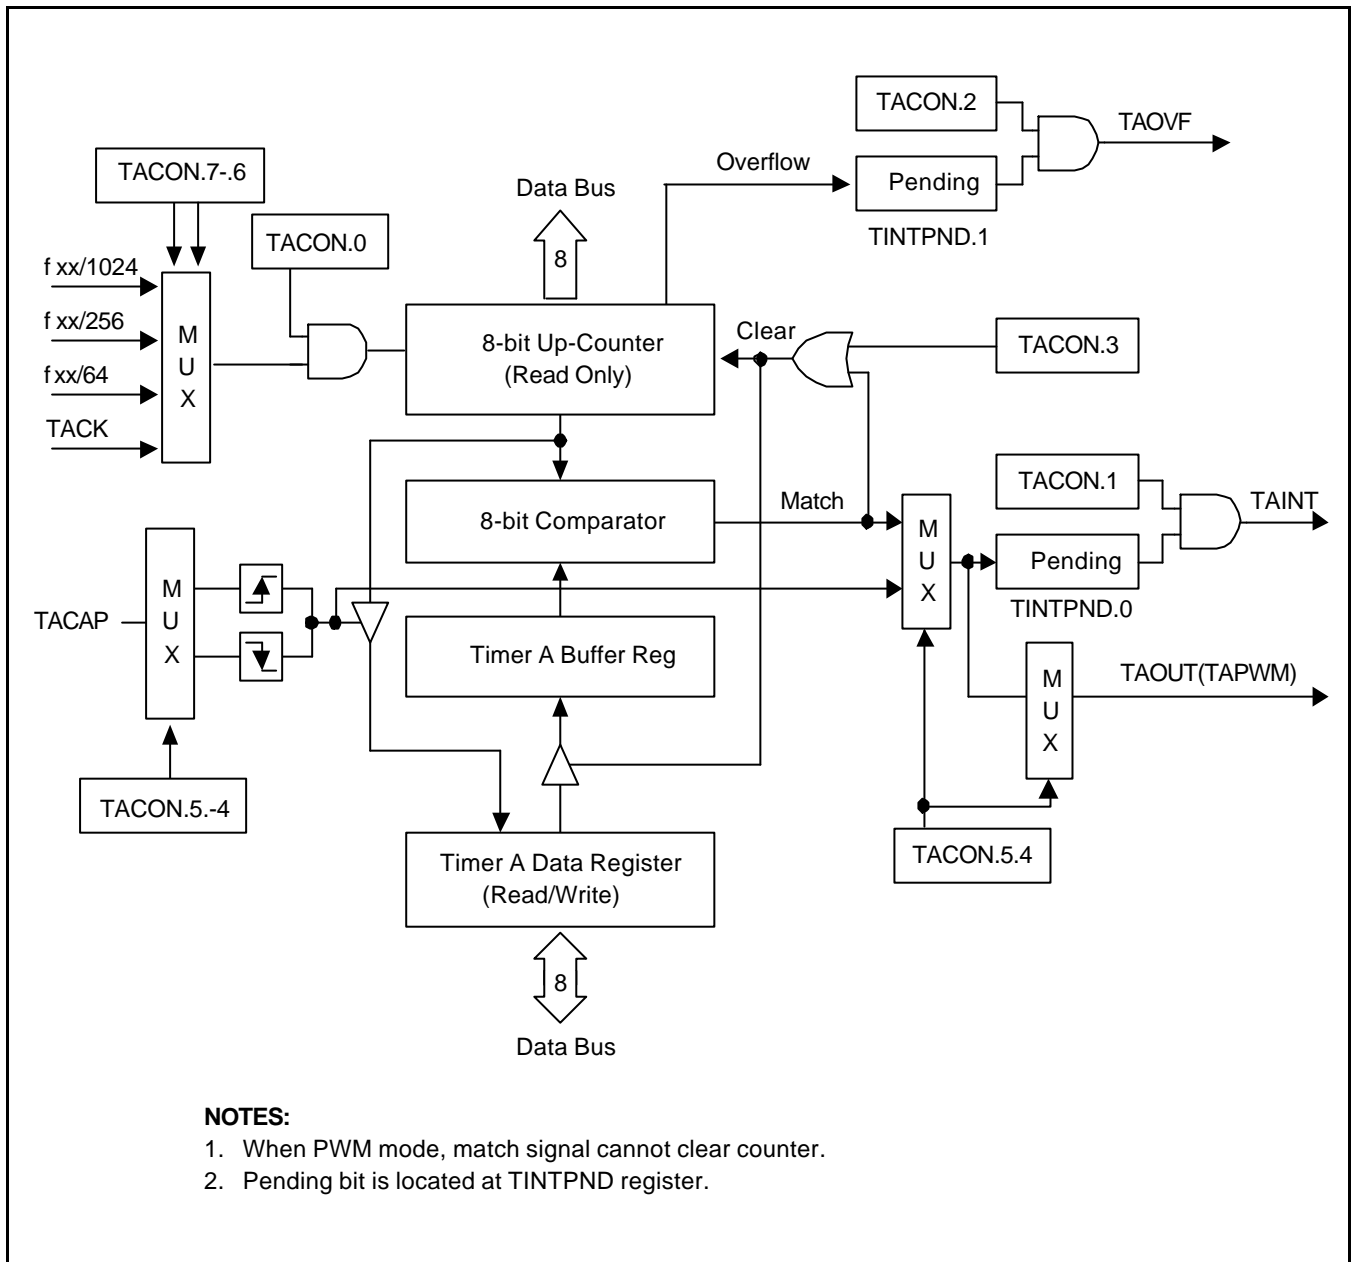 TACON.2
TAOVF
Overflow
Pending
TINTPND.1
TACON.7-.6
Data Bus
8
TACON.0
f xx/1024
f xx/256
f xx/64
TACK
M
U
X
8-bit Up-Counter
(Read Only)
Clear
TACON.3
8-bit Comparator
Match
M
U
X
TACON.1
TAINT
Pending
TINTPND.0
TACAP
M
U
X
Timer A Buffer Reg
M
U
X
TAOUT(TAPWM)
TACON.5.-4
TACON.5.4
Timer A Data Register
(Read/Write)
8
Data Bus
NOTES:
1. When PWM mode, match signal cannot clear counter.
2. Pending bit is located at TINTPND register.